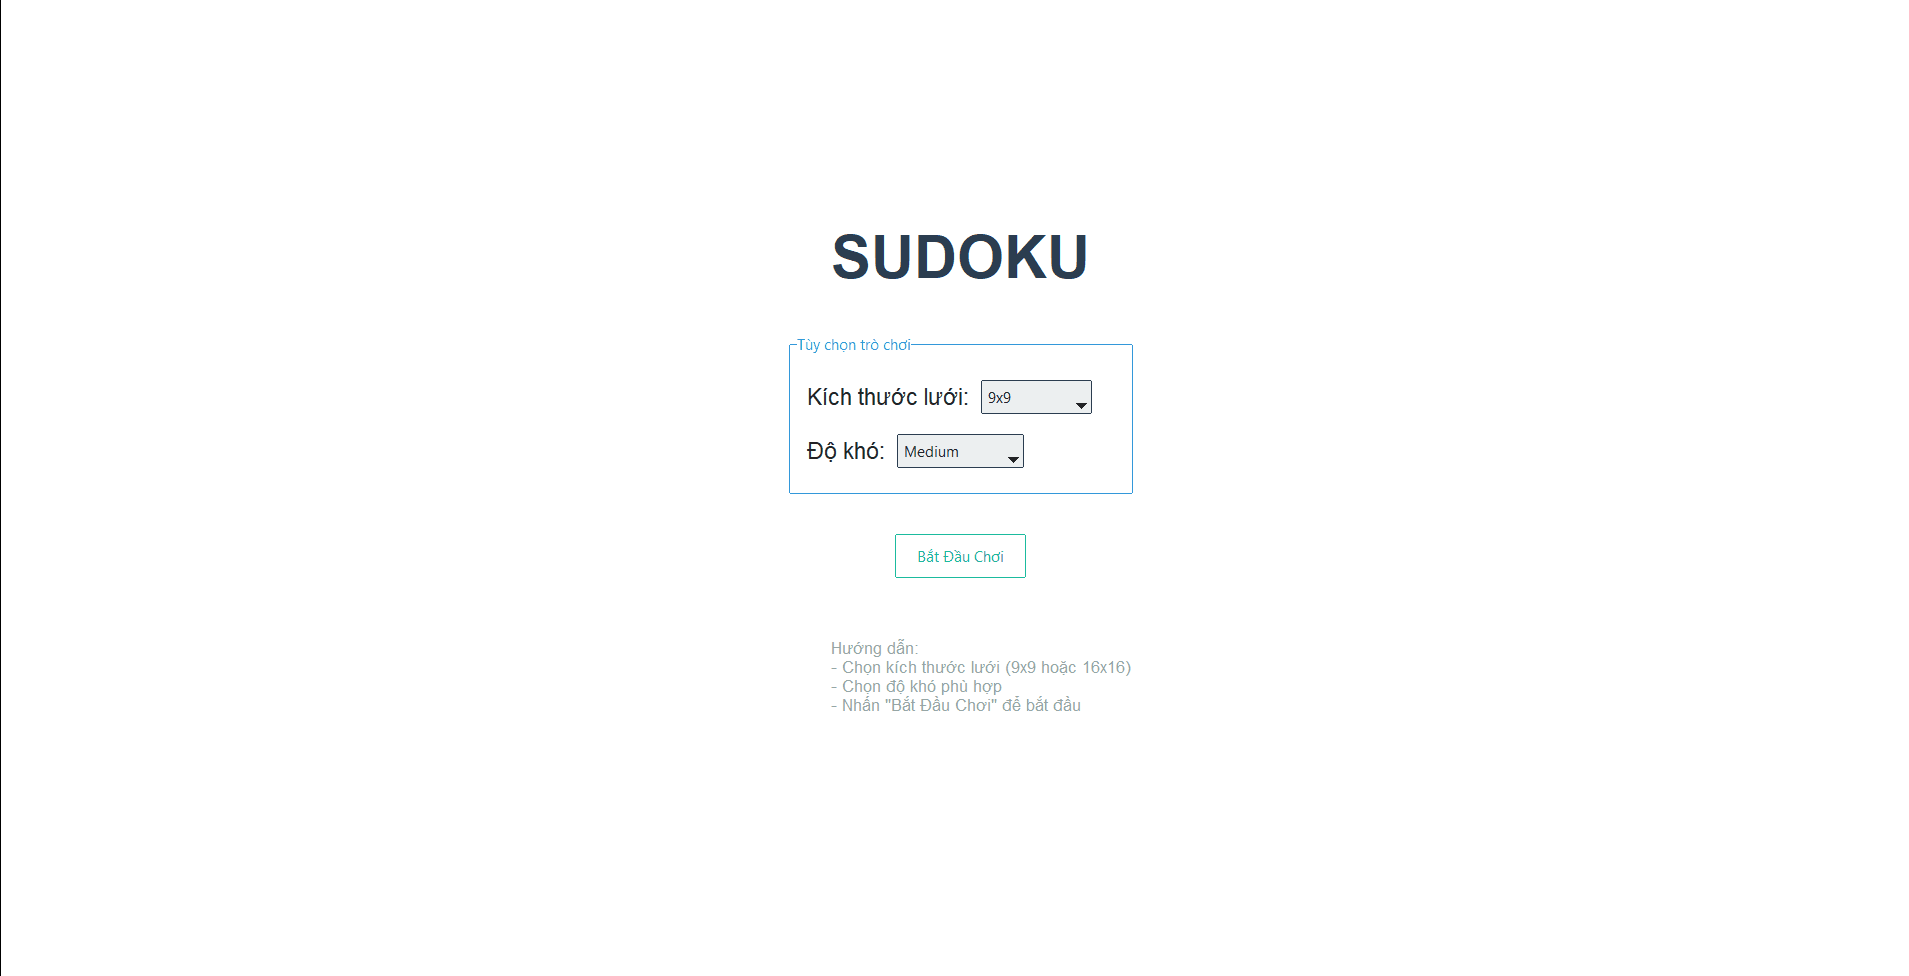 SUDOKU
Tùy chọn trò chơi
Kích thước lưới: 9x9
Độ khó: Medium
Bắt Đầu Chơi
Hướng dẫn:
- Chọn kích thước lưới (9x9 hoặc 16x16)
- Chọn độ khó phù hợp
- Nhấn "Bắt Đầu Chơi" để bắt đầu